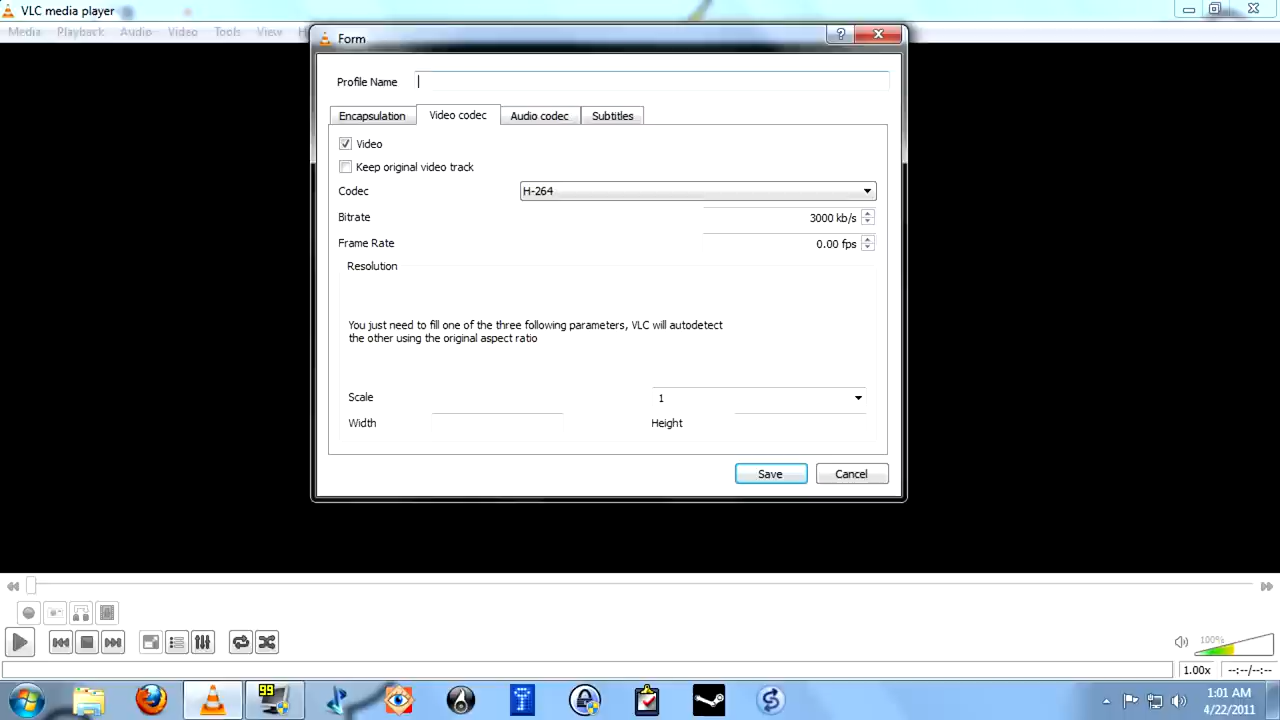 VLC media player
Media Playback Audio Video Tools View H
Form
?
Profile Name
Encapsulation Video codec Audio codec Subtitles
Video
Keep original video track
Codec H-264
Bitrate 3000 kb/s
Frame Rate 0.00 fps
Resolution
You just need to fill one of the three following parameters, VLC will autodetect
the other using the original aspect ratio
Scale 1
Width Height
Save Cancel
100%
1.00x --:--/--:--
99
1:01 AM
4/22/2011